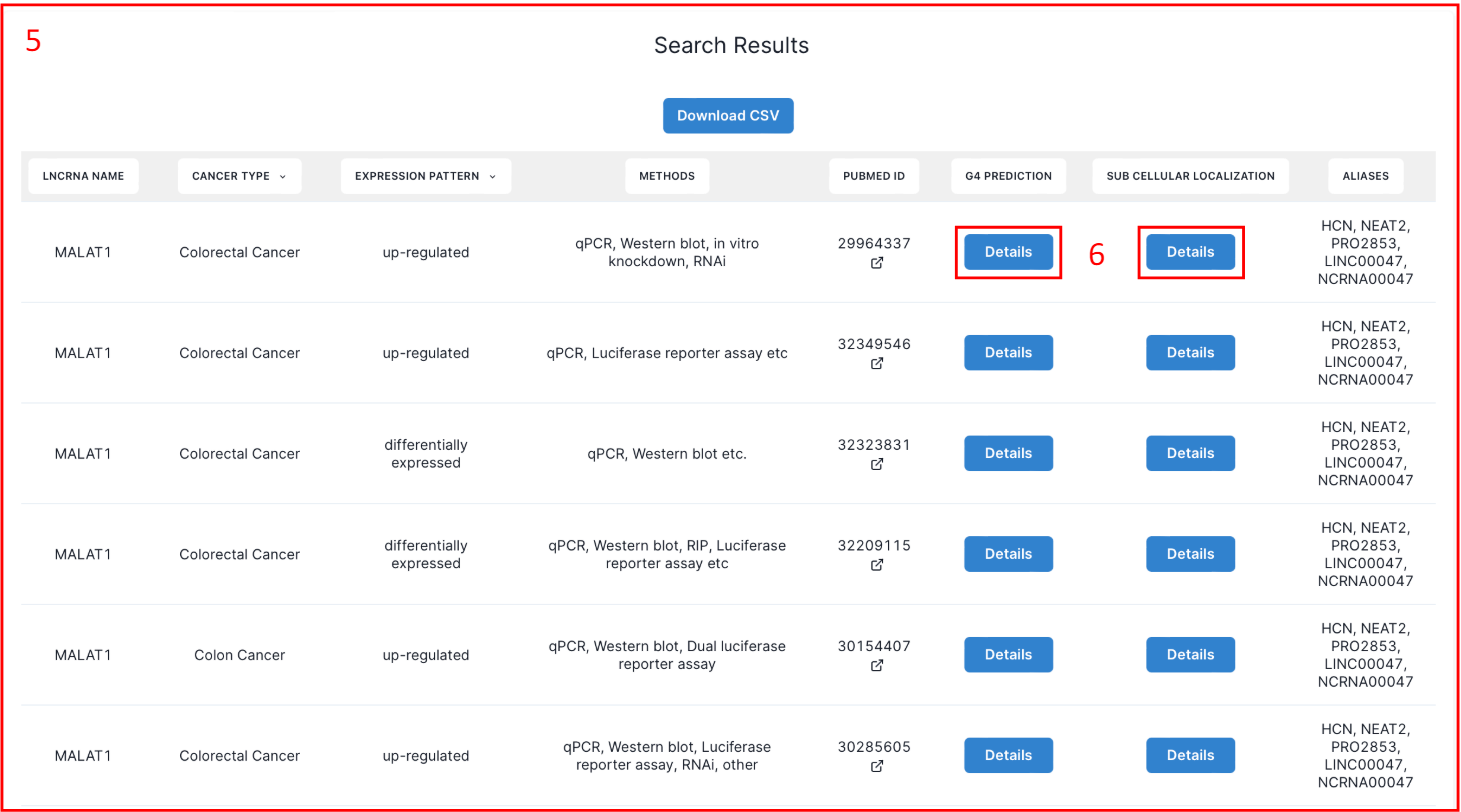 5
Search Results
Download CSV
LNCRNA NAME
CANCER TYPE
EXPRESSION PATTERN
METHODS
PUBMED ID
G4 PREDICTION
SUB CELLULAR LOCALIZATION
ALIASES
MALAT1
Colorectal Cancer
up-regulated
qPCR, Western blot, in vitro
knockdown, RNAi
29964337
Details
6
Details
HCN, NEAT2,
PRO2853,
LINC00047,
NCRNA00047
MALAT1
Colorectal Cancer
up-regulated
qPCR, Luciferase reporter assay etc
32349546
Details
Details
HCN, NEAT2,
PRO2853,
LINC00047,
NCRNA00047
MALAT1
Colorectal Cancer
differentially
expressed
qPCR, Western blot etc.
32323831
Details
Details
HCN, NEAT2,
PRO2853,
LINC00047,
NCRNA00047
MALAT1
Colorectal Cancer
differentially
expressed
qPCR, Western blot, RIP, Luciferase
reporter assay etc
32209115
Details
Details
HCN, NEAT2,
PRO2853,
LINC00047,
NCRNA00047
MALAT1
Colon Cancer
up-regulated
qPCR, Western blot, Dual luciferase
reporter assay
30154407
Details
Details
HCN, NEAT2,
PRO2853,
LINC00047,
NCRNA00047
MALAT1
Colorectal Cancer
up-regulated
qPCR, Western blot, Luciferase
reporter assay, RNAi, other
30285605
Details
Details
HCN, NEAT2,
PRO2853,
LINC00047,
NCRNA00047